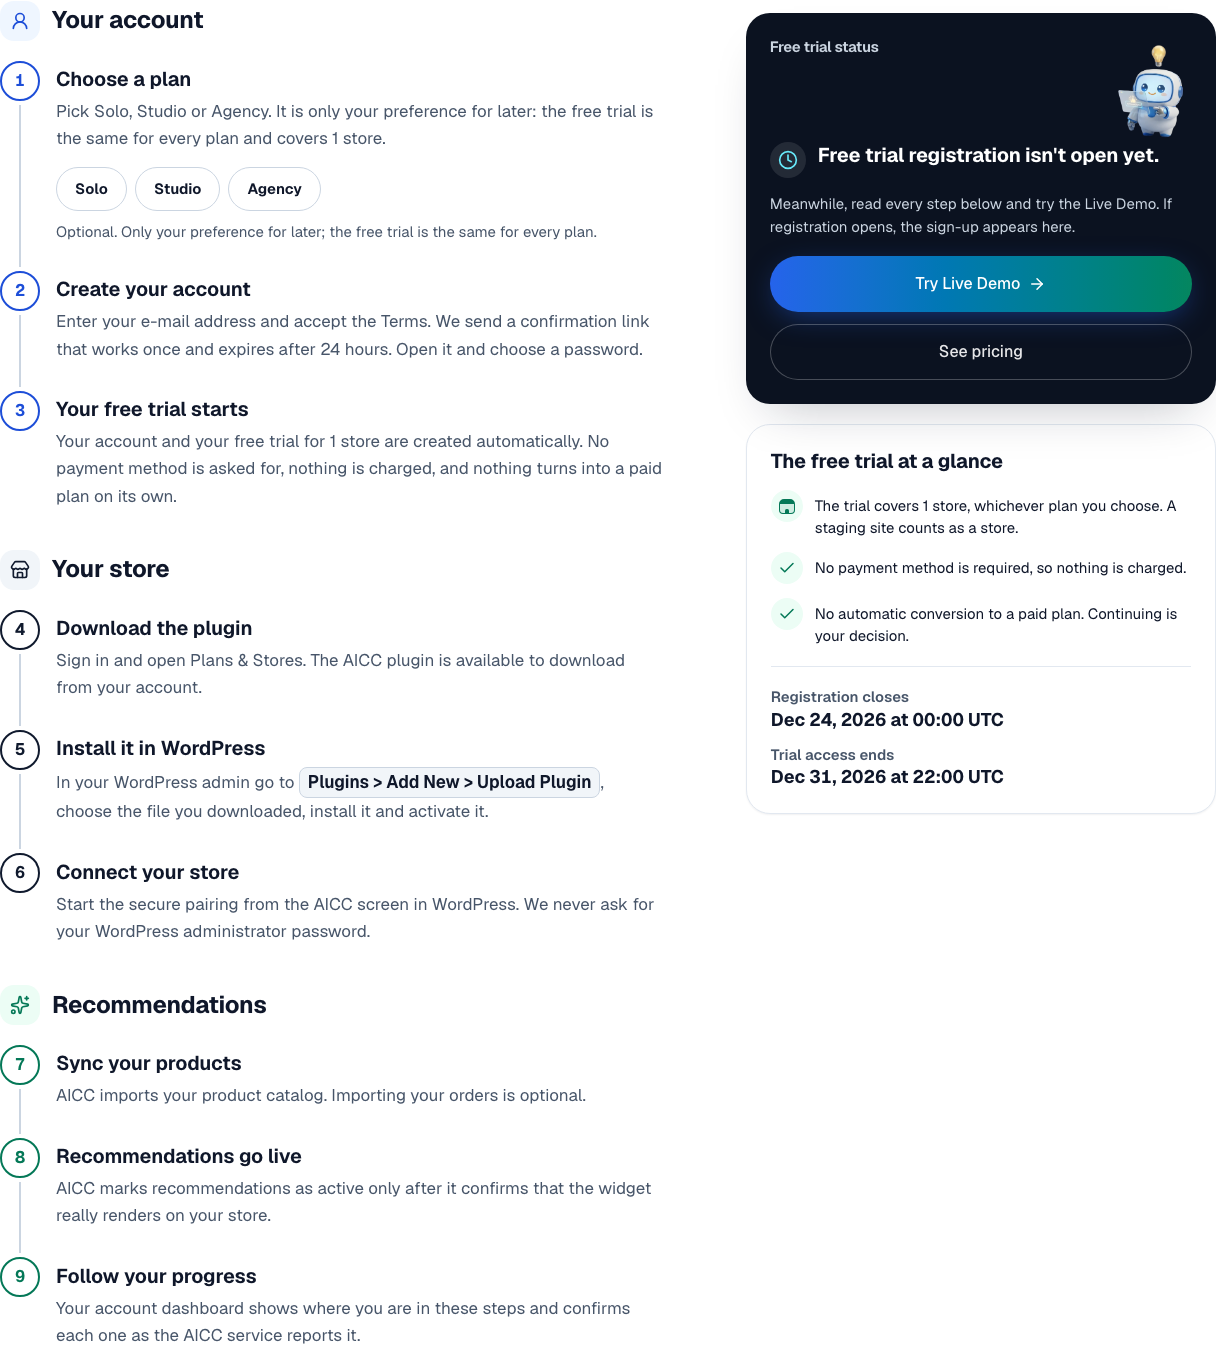 Your account
1
Choose a plan
Pick Solo, Studio or Agency. It is only your preference for later: the free trial is
the same for every plan and covers 1 store.
Solo
Studio
Agency
Optional. Only your preference for later; the free trial is the same for every plan.
2
Create your account
Enter your e-mail address and accept the Terms. We send a confirmation link
that works once and expires after 24 hours. Open it and choose a password.
3
Your free trial starts
Your account and your free trial for 1 store are created automatically. No
payment method is asked for, nothing is charged, and nothing turns into a paid
plan on its own.
Your store
4
Download the plugin
Sign in and open Plans & Stores. The AICC plugin is available to download
from your account.
5
Install it in WordPress
In your WordPress admin go to Plugins > Add New > Upload Plugin,
choose the file you downloaded, install it and activate it.
6
Connect your store
Start the secure pairing from the AICC screen in WordPress. We never ask for
your WordPress administrator password.
Recommendations
7
Sync your products
AICC imports your product catalog. Importing your orders is optional.
8
Recommendations go live
AICC marks recommendations as active only after it confirms that the widget
really renders on your store.
9
Follow your progress
Your account dashboard shows where you are in these steps and confirms
each one as the AICC service reports it.
Free trial status
Free trial registration isn't open yet.
Meanwhile, read every step below and try the Live Demo. If
registration opens, the sign-up appears here.
Try Live Demo →
See pricing
The free trial at a glance
The trial covers 1 store, whichever plan you choose. A
staging site counts as a store.
No payment method is required, so nothing is charged.
No automatic conversion to a paid plan. Continuing is
your decision.
Registration closes
Dec 24, 2026 at 00:00 UTC
Trial access ends
Dec 31, 2026 at 22:00 UTC